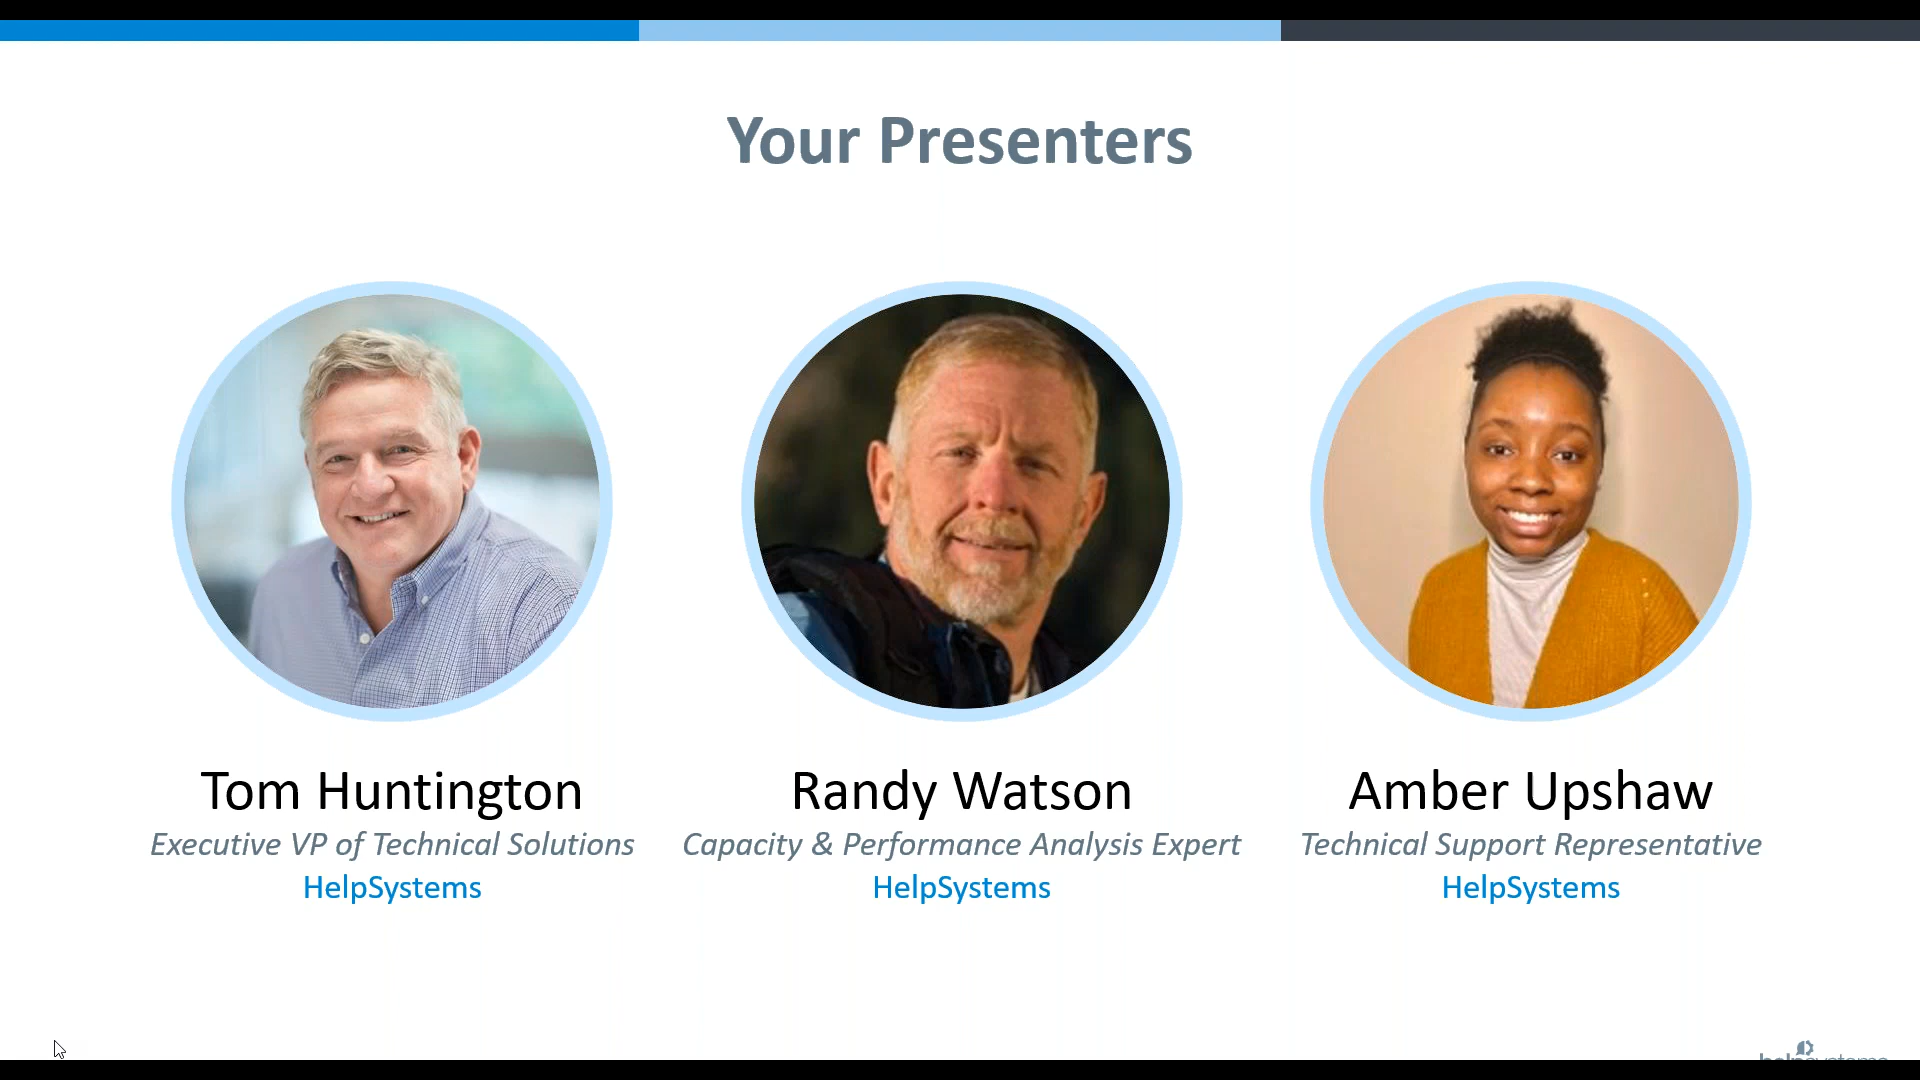 Your Presenters
Tom Huntington
Executive VP of Technical Solutions
HelpSystems
Randy Watson
Capacity & Performance Analysis Expert
HelpSystems
Amber Upshaw
Technical Support Representative
HelpSystems